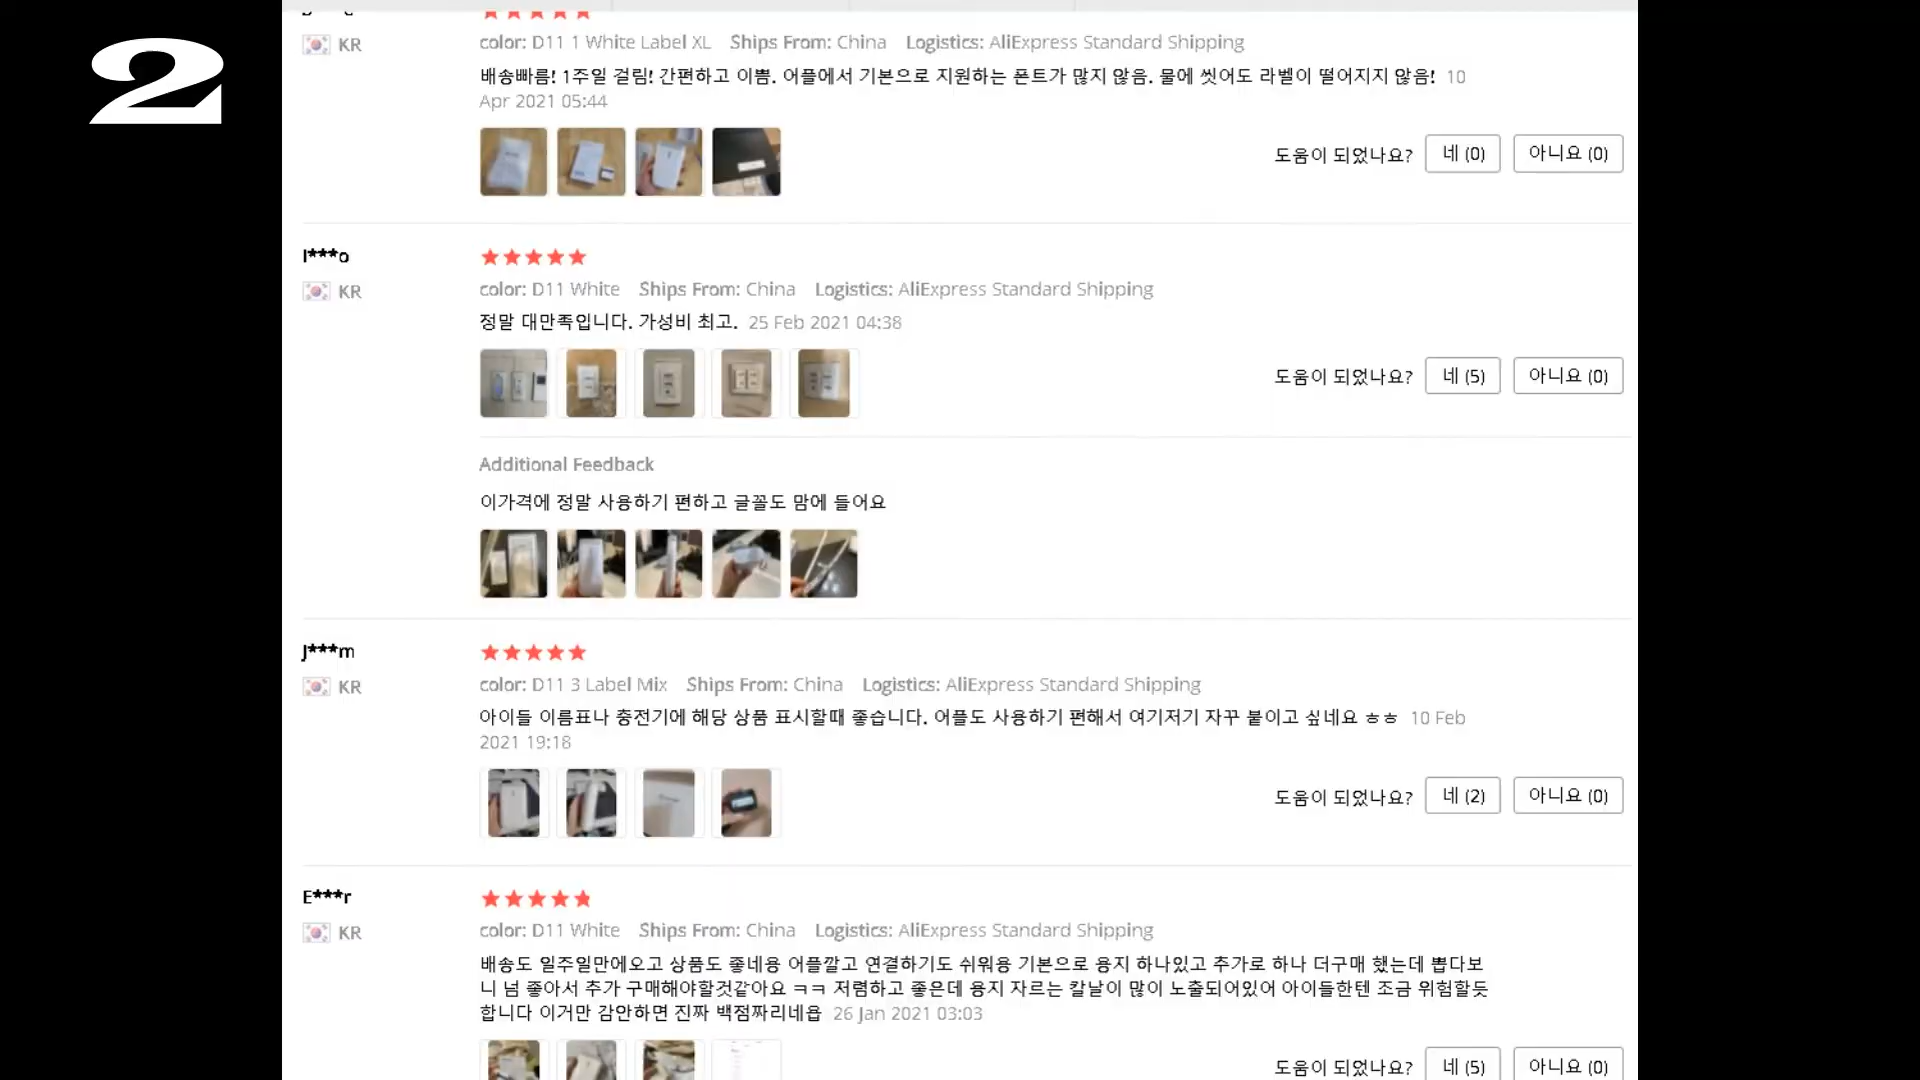 2
KR
color: D11 1 White Label XL Ships From: China Logistics: AliExpress Standard Shipping
배송빠름! 1주일 걸림! 간편하고 이쁨. 어플에서 기본으로 지원하는 폰트가 많지 않음. 물에 씻어도 라벨이 떨어지지 않음! 10
Apr 2021 05:44
도움이 되었나요? 네 (0) 아니요 (0)
I***o
KR
color: D11 White Ships From: China Logistics: AliExpress Standard Shipping
정말 대만족입니다. 가성비 최고. 25 Feb 2021 04:38
도움이 되었나요? 네 (5) 아니요 (0)
Additional Feedback
이가격에 정말 사용하기 편하고 글꼴도 맘에 들어요
J***m
KR
color: D11 3 Label Mix Ships From: China Logistics: AliExpress Standard Shipping
아이들 이름표나 충전기에 해당 상품 표시할때 좋습니다. 어플도 사용하기 편해서 여기저기 자꾸 붙이고 싶네요 ㅎㅎ 10 Feb
2021 19:18
도움이 되었나요? 네 (2) 아니요 (0)
E***r
KR
color: D11 White Ships From: China Logistics: AliExpress Standard Shipping
배송도 일주일만에오고 상품도 좋네용 어플깔고 연결하기도 쉬워용 기본으로 용지 하나있고 추가로 하나 더구매 했는데 뽑다보
니 넘 좋아서 추가 구매해야할것같아요 ㅋㅋ 저렴하고 좋은데 용지 자르는 칼날이 많이 노출되어있어 아이들한텐 조금 위험할듯
합니다 이거만 감안하면 진짜 백점짜리네욥 26 Jan 2021 03:03
도움이 되었나요? 네 (5) 아니요 (0)